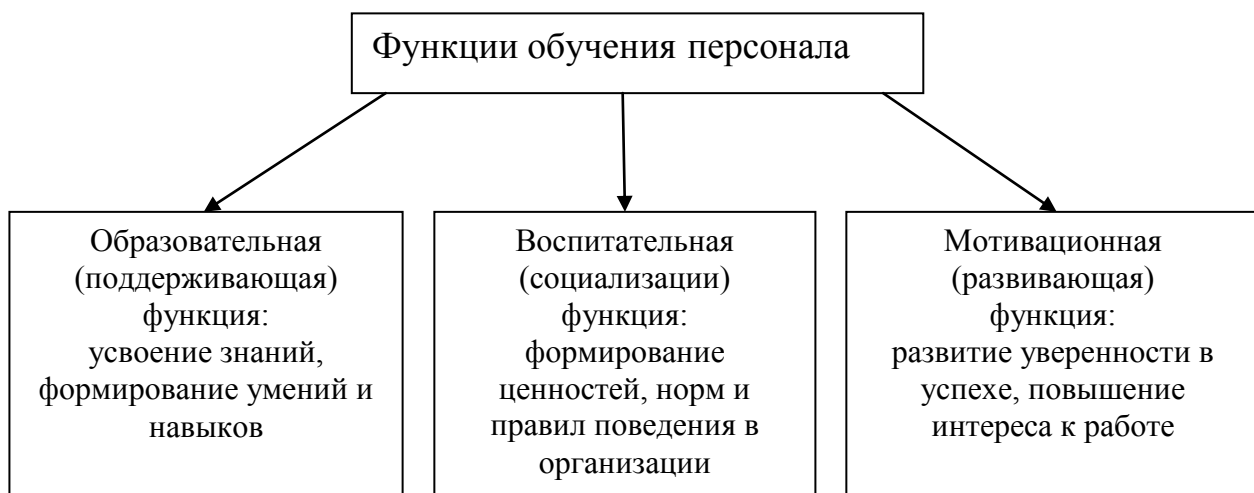 Функции обучения персонала
Образовательная
(поддерживающая)
функция:
усвоение знаний,
формирование умений и
навыков
Воспитательная
(социализации)
функция:
формирование
ценностей, норм и
правил поведения в
организации
Мотивационная
(развивающая)
функция:
развитие уверенности в
успехе, повышение
интереса к работе